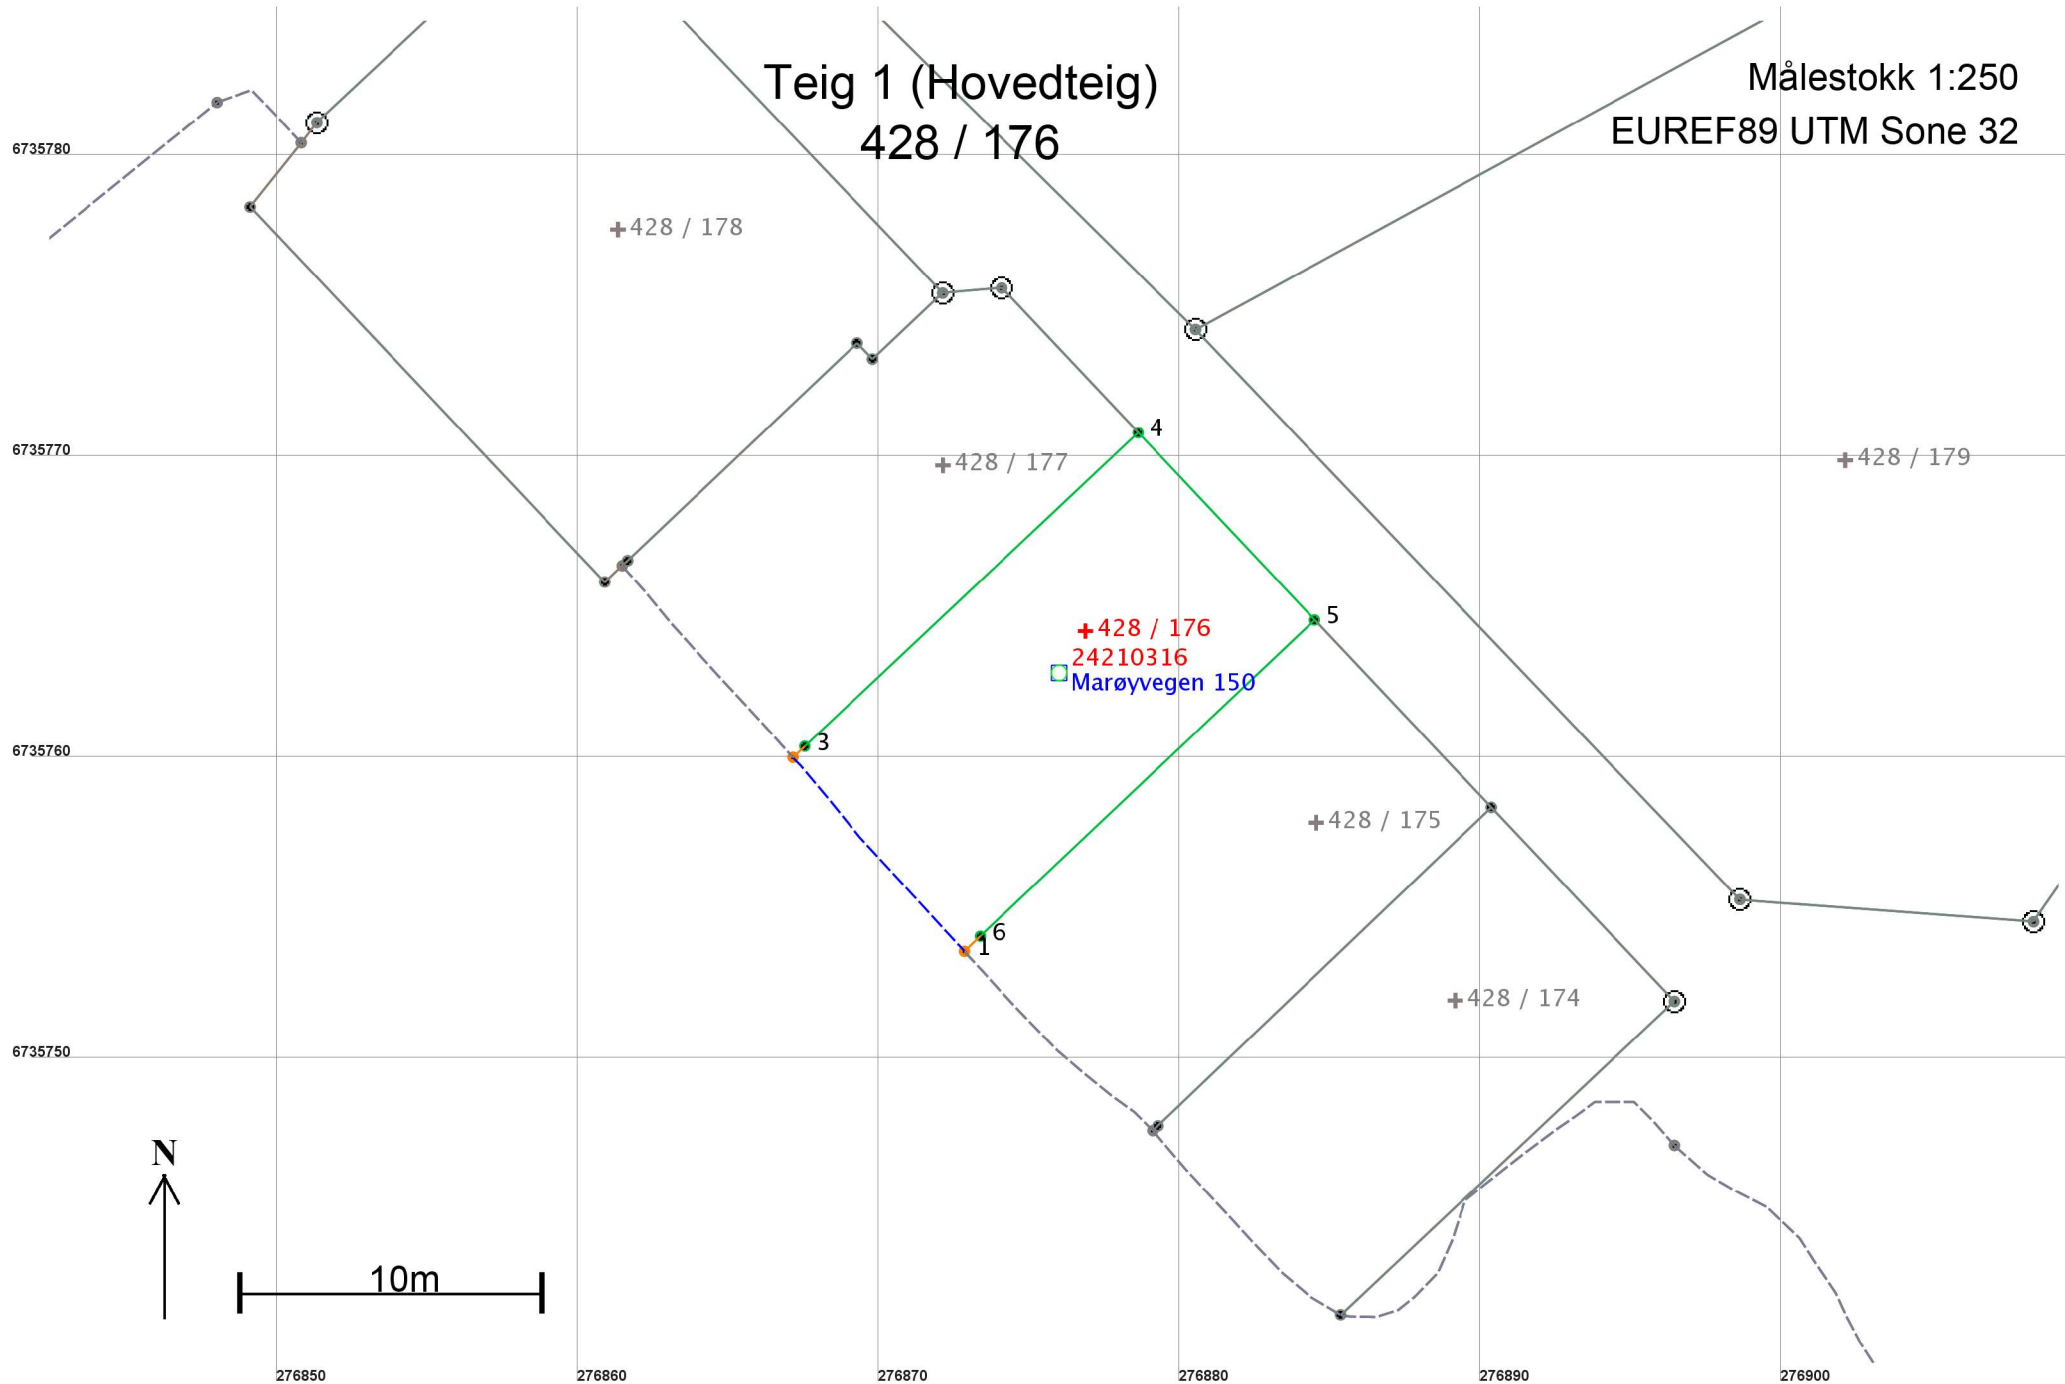 Teig 1 (Hovedteig)
428 / 176
Målestokk 1:250
EUREF89 UTM Sone 32
6735780
428 / 178
4
6735770
428 / 177
428 / 179
5
428 / 176
24210316
Marøyvegen 150
3
6735760
428 / 175
6
1
428 / 174
6735750
N
10m
276850
276860
276870
276880
276890
276900